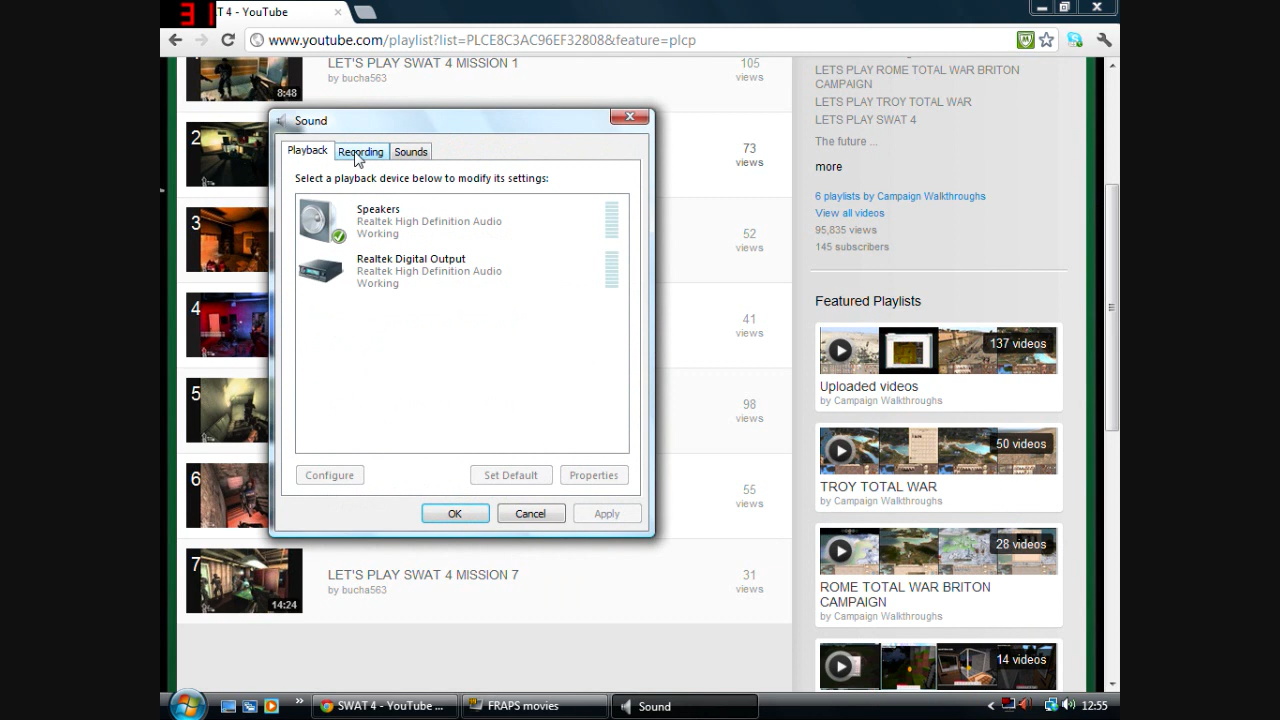 31
T 4 - YouTube
www.youtube.com/playlist?list=PLCE8C3AC96EF32808&feature=plcp
8:48
LET'S PLAY SWAT 4 MISSION 1
by bucha563
105
views
2
73
views
3
52
views
4
41
views
5
98
views
6
55
views
7
14:24
LET'S PLAY SWAT 4 MISSION 7
by bucha563
31
views
Sound
Playback
Recording
Sounds
Select a playback device below to modify its settings:
Speakers
Realtek High Definition Audio
Working
Realtek Digital Output
Realtek High Definition Audio
Working
Configure
Set Default
Properties
OK
Cancel
Apply
LETS PLAY ROME TOTAL WAR BRITON
CAMPAIGN
LETS PLAY TROY TOTAL WAR
LETS PLAY SWAT 4
The future ...
more
6 playlists by Campaign Walkthroughs
View all videos
95,835 views
145 subscribers
Featured Playlists
137 videos
Uploaded videos
by Campaign Walkthroughs
50 videos
TROY TOTAL WAR
by Campaign Walkthroughs
28 videos
ROME TOTAL WAR BRITON
CAMPAIGN
by Campaign Walkthroughs
14 videos
SWAT 4 - YouTube ...
FRAPS movies
Sound
12:55